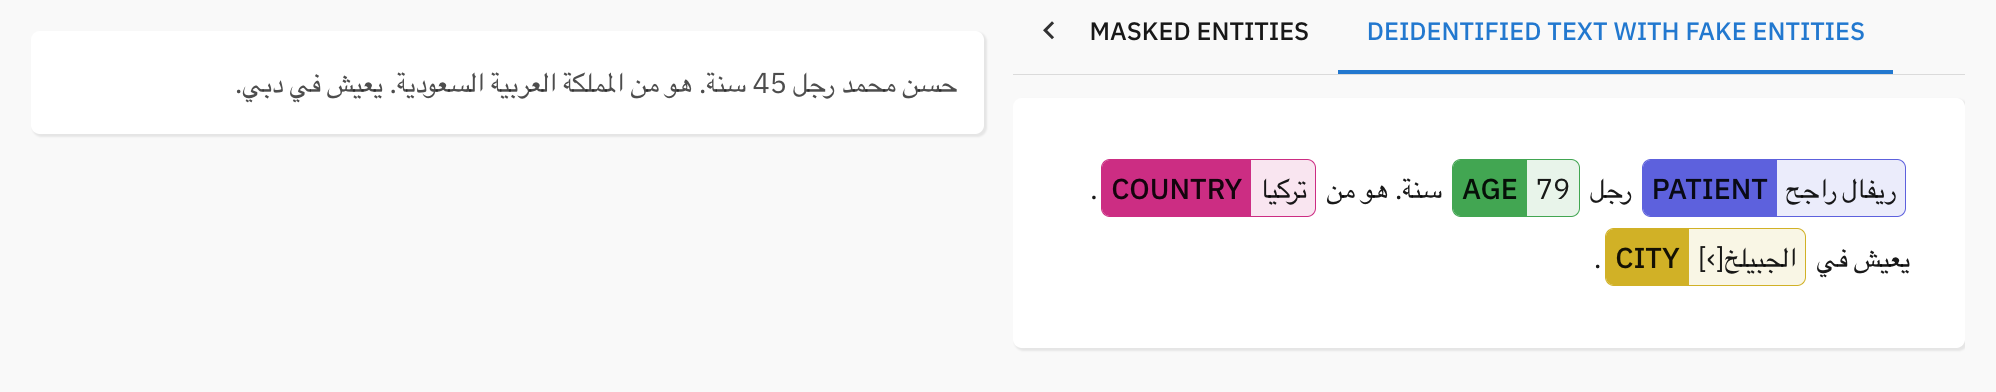 حسن محمد رجل 45 سنة. هو من المملكة العربية السعودية. يعيش في دبي.
MASKED ENTITIES
DEIDENTIFIED TEXT WITH FAKE ENTITIES
ريفال راجح PATIENT رجل 79 AGE سنة. هو من تركيا COUNTRY .
يعيش في الجبيلخ[>] CITY .